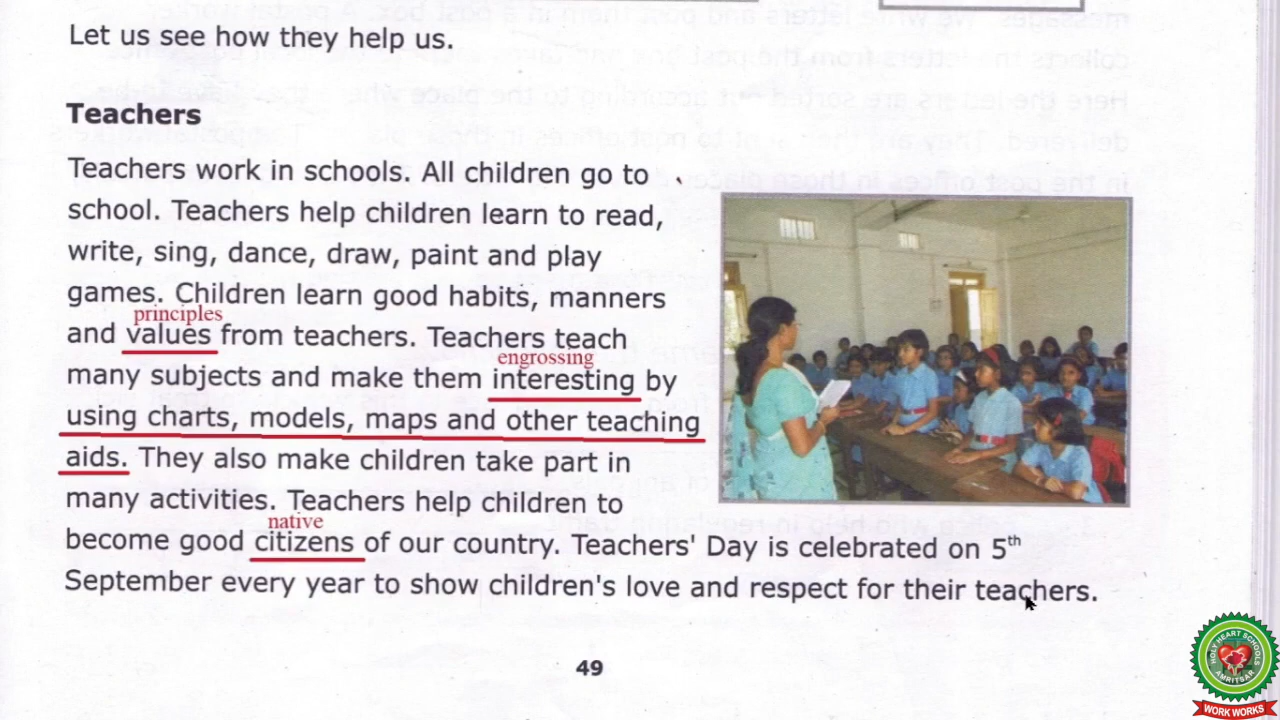 Let us see how they help us.
Teachers
Teachers work in schools. All children go to
school. Teachers help children learn to read,
write, sing, dance, draw, paint and play
games. Children learn good habits, manners
principles
and values from teachers. Teachers teach
engrossing
many subjects and make them interesting by
using charts, models, maps and other teaching
aids. They also make children take part in
many activities. Teachers help children to
native
become good citizens of our country. Teachers' Day is celebrated on 5th
September every year to show children's love and respect for their teachers.
49
HOLY HEART SCHOOLS
AMRITSAR
WORK WORKS